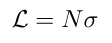 ℒ = Nσ